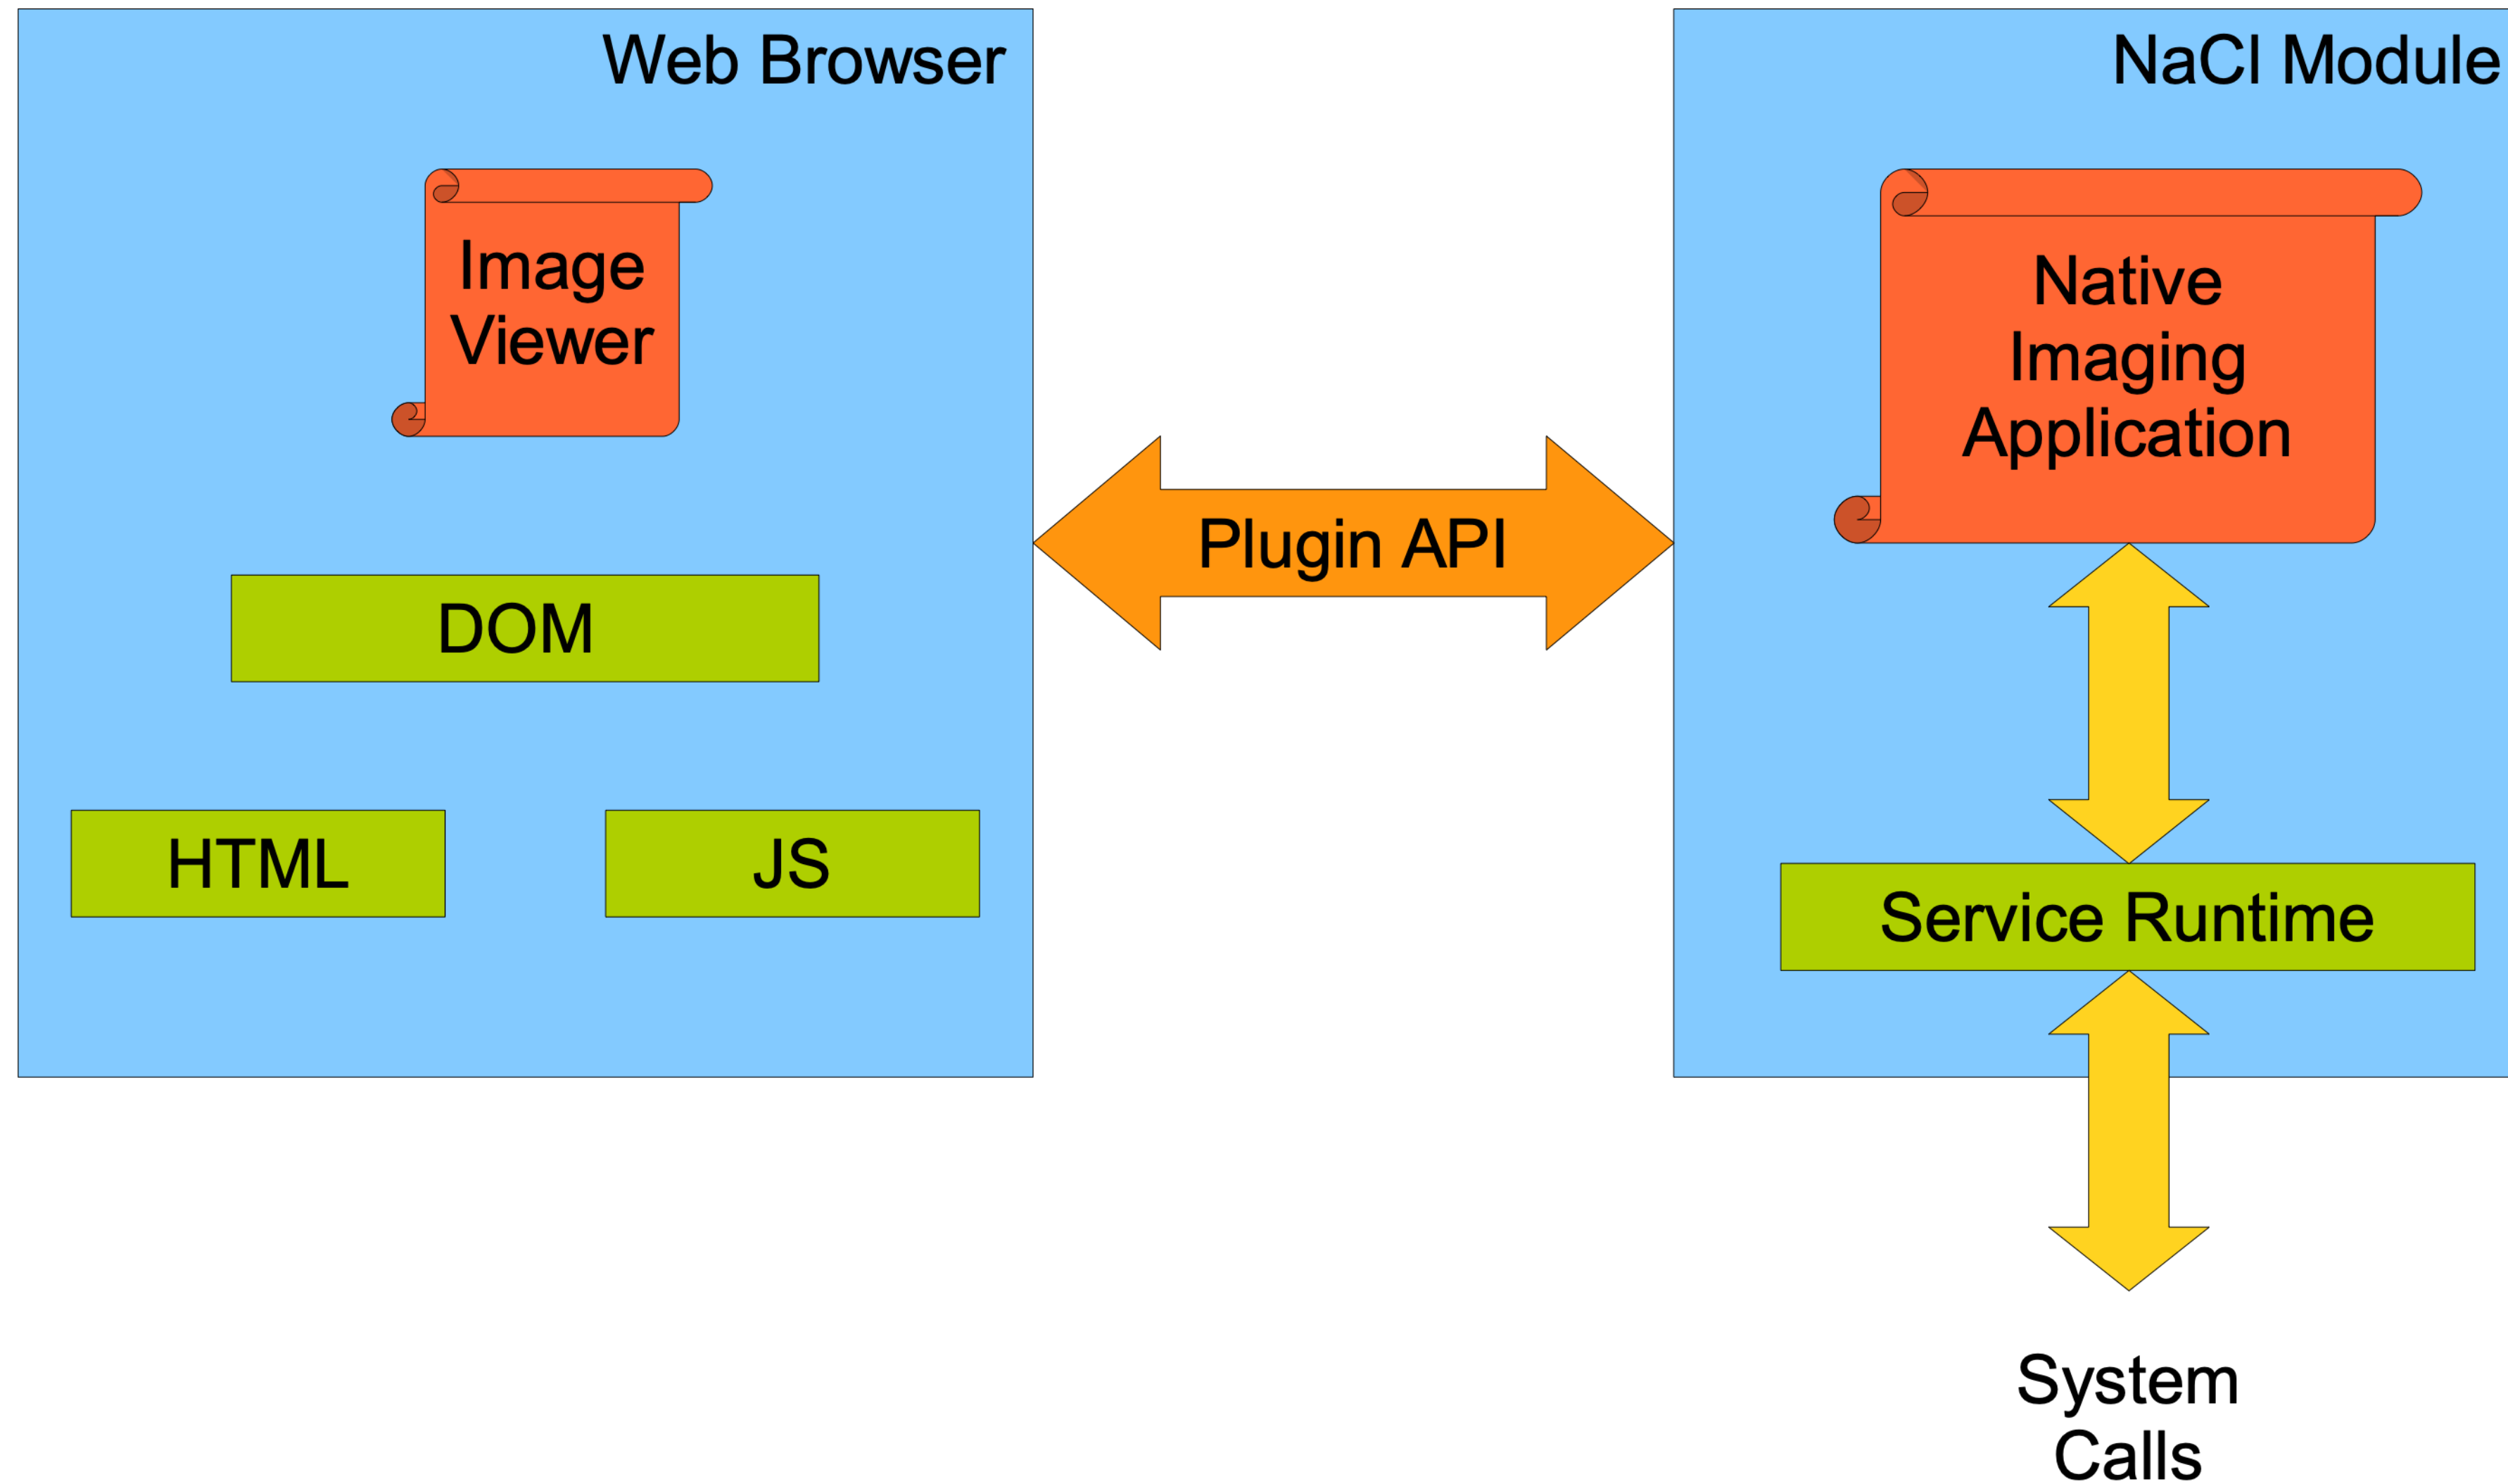 Web Browser
Image
Viewer
DOM
HTML
JS
Plugin API
NaCl Module
Native
Imaging
Application
Service Runtime
System
Calls